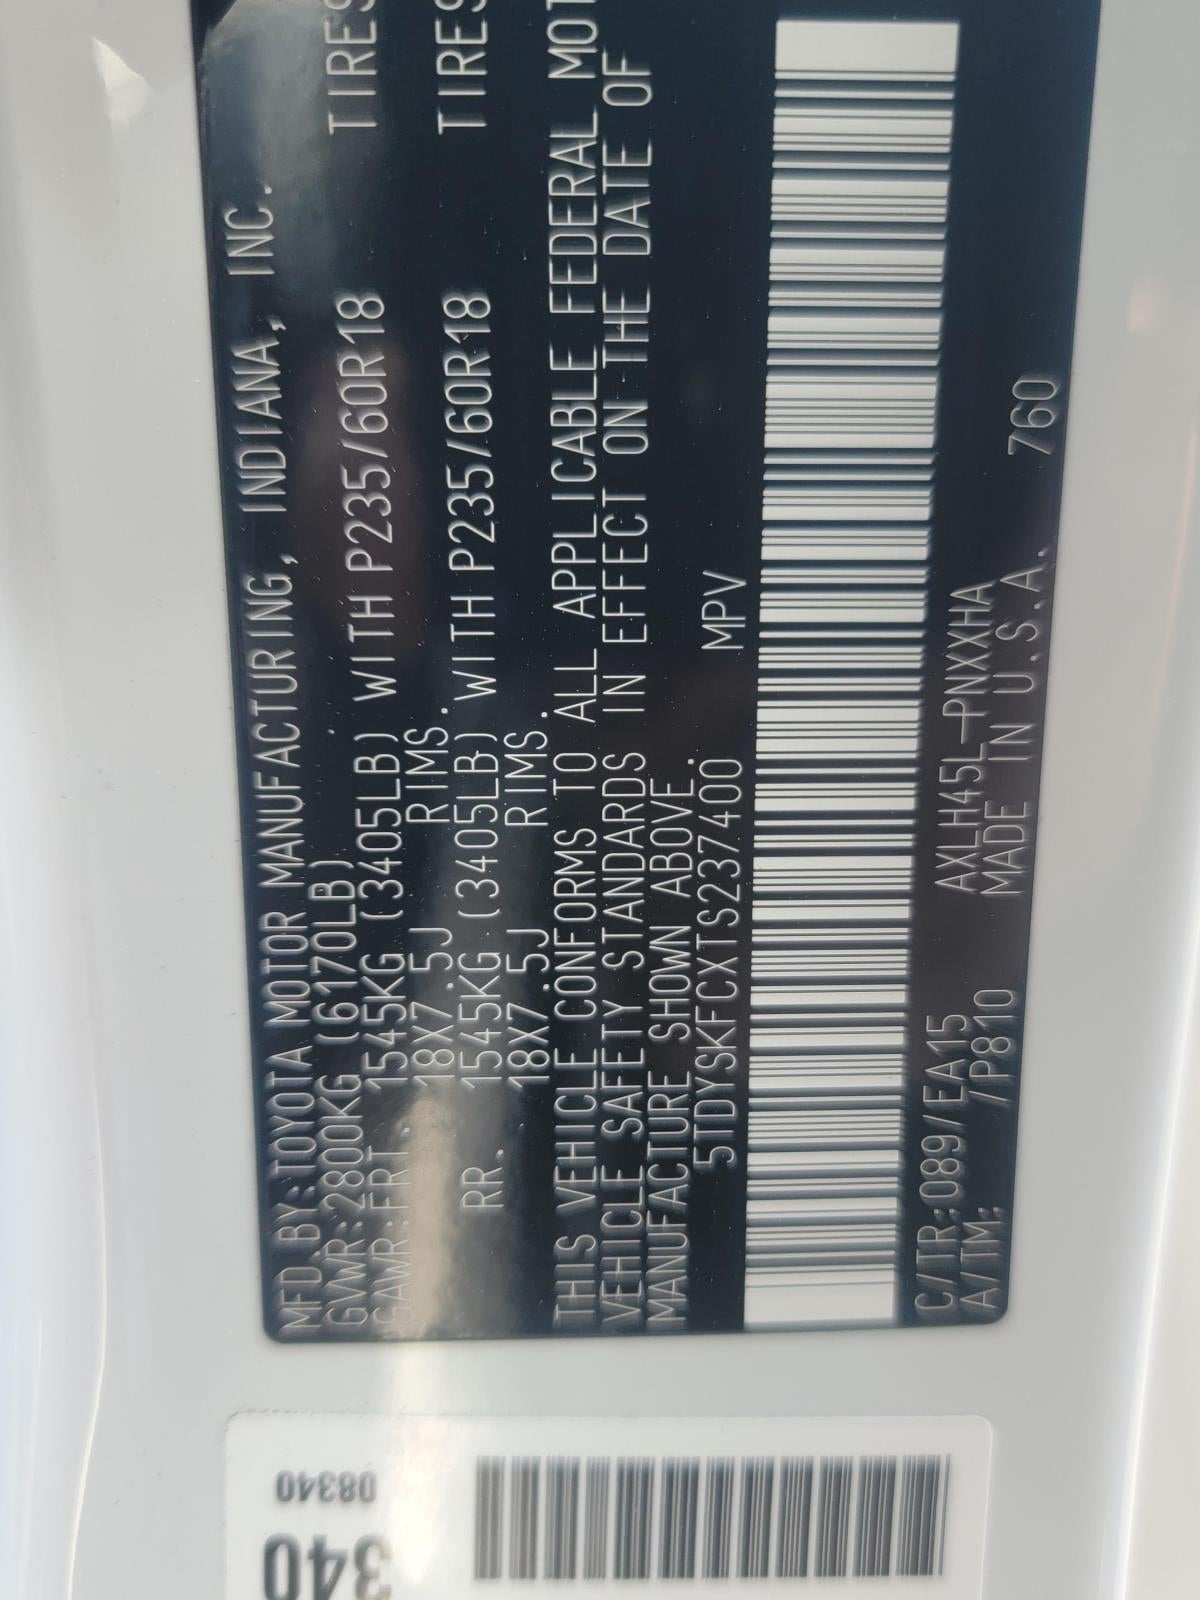 MFD.BY:TOYOTA MOTOR MANUFACTURING, INDIANA, INC.
GVWR:2800KG (6170LB)
GAWR:FRT. 1545KG (3405LB) WITH P235/60R18 TIRES
18X7.5J RIMS.
RR. 1545KG (3405LB) WITH P235/60R18 TIRES
18X7.5J RIMS.
THIS VEHICLE CONFORMS TO ALL APPLICABLE FEDERAL MOT
VEHICLE SAFETY STANDARDS IN EFFECT ON THE DATE OF
MANUFACTURE SHOWN ABOVE.
5TDYSKFCXTS237400 MPV
C/TR:089/EA15 AXLH45L-PNXXHA
A/TM: /P810 MADE IN U.S.A. 760
08340
340